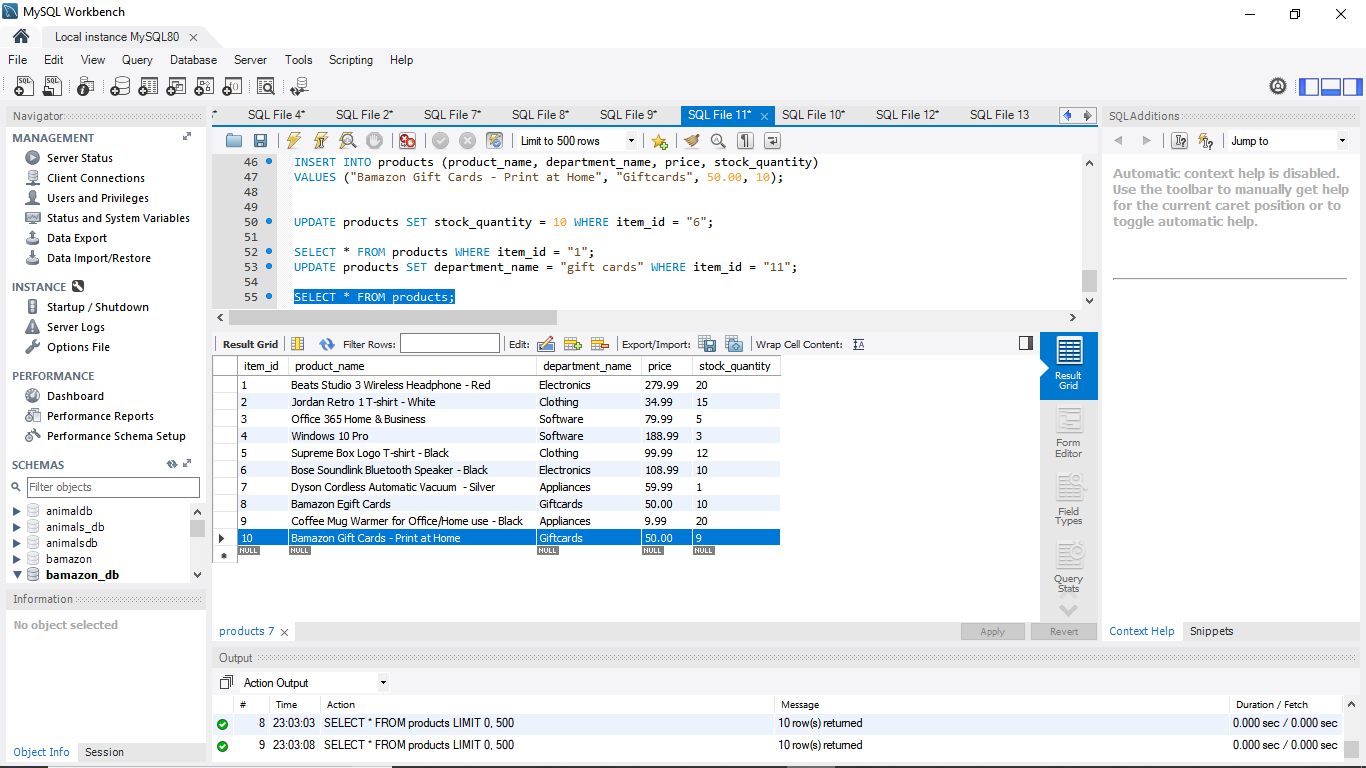 MySQL Workbench
Local instance MySQL80
File Edit View Query Database Server Tools Scripting Help
Navigator
MANAGEMENT
Server Status
Client Connections
Users and Privileges
Status and System Variables
Data Export
Data Import/Restore
INSTANCE
Startup / Shutdown
Server Logs
Options File
PERFORMANCE
Dashboard
Performance Reports
Performance Schema Setup
SCHEMAS
Filter objects
animaldb
animals_db
animalsdb
bamazon
bamazon_db
Information
No object selected
Object Info Session
SQL File 4* SQL File 2* SQL File 7* SQL File 8* SQL File 9* SQL File 11* SQL File 10* SQL File 12* SQL File 13
Limit to 500 rows
46 INSERT INTO products (product_name, department_name, price, stock_quantity)
47 VALUES ("Bamazon Gift Cards - Print at Home", "Giftcards", 50.00, 10);
48
49
50 UPDATE products SET stock_quantity = 10 WHERE item_id = "6";
51
52 SELECT * FROM products WHERE item_id = "1";
53 UPDATE products SET department_name = "gift cards" WHERE item_id = "11";
54
55 SELECT * FROM products;
Result Grid Filter Rows: Edit: Export/Import: Wrap Cell Content:
item_id product_name department_name price stock_quantity
1 Beats Studio 3 Wireless Headphone - Red Electronics 279.99 20
2 Jordan Retro 1 T-shirt - White Clothing 34.99 15
3 Office 365 Home & Business Software 79.99 5
4 Windows 10 Pro Software 188.99 3
5 Supreme Box Logo T-shirt - Black Clothing 99.99 12
6 Bose Soundlink Bluetooth Speaker - Black Electronics 108.99 10
7 Dyson Cordless Automatic Vacuum - Silver Appliances 59.99 1
8 Bamazon Egift Cards Giftcards 50.00 10
9 Coffee Mug Warmer for Office/Home use - Black Appliances 9.99 20
10 Bamazon Gift Cards - Print at Home Giftcards 50.00 9
NULL NULL NULL NULL NULL
Result
Grid
Form
Editor
Field
Types
Query
Stats
products 7
Apply Revert
SQLAdditions
Jump to
Automatic context help is disabled.
Use the toolbar to manually get help
for the current caret position or to
toggle automatic help.
Context Help Snippets
Output
Action Output
# Time Action Message Duration / Fetch
8 23:03:03 SELECT * FROM products LIMIT 0, 500 10 row(s) returned 0.000 sec / 0.000 sec
9 23:03:08 SELECT * FROM products LIMIT 0, 500 10 row(s) returned 0.000 sec / 0.000 sec